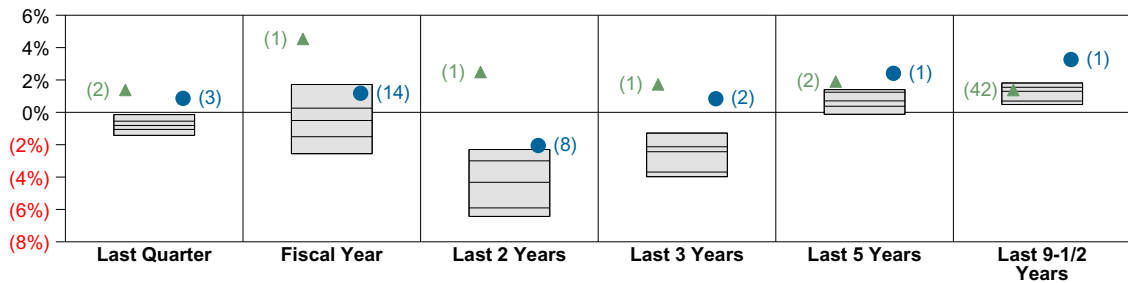 6%
4%
2%
0%
(2%)
(4%)
(6%)
(8%)
(2)
(3)
(1)
(14)
(1)
(8)
(1)
(2)
(2)
(1)
(42)
(1)
Last Quarter
Fiscal Year
Last 2 Years
Last 3 Years
Last 5 Years
Last 9-1/2
Years